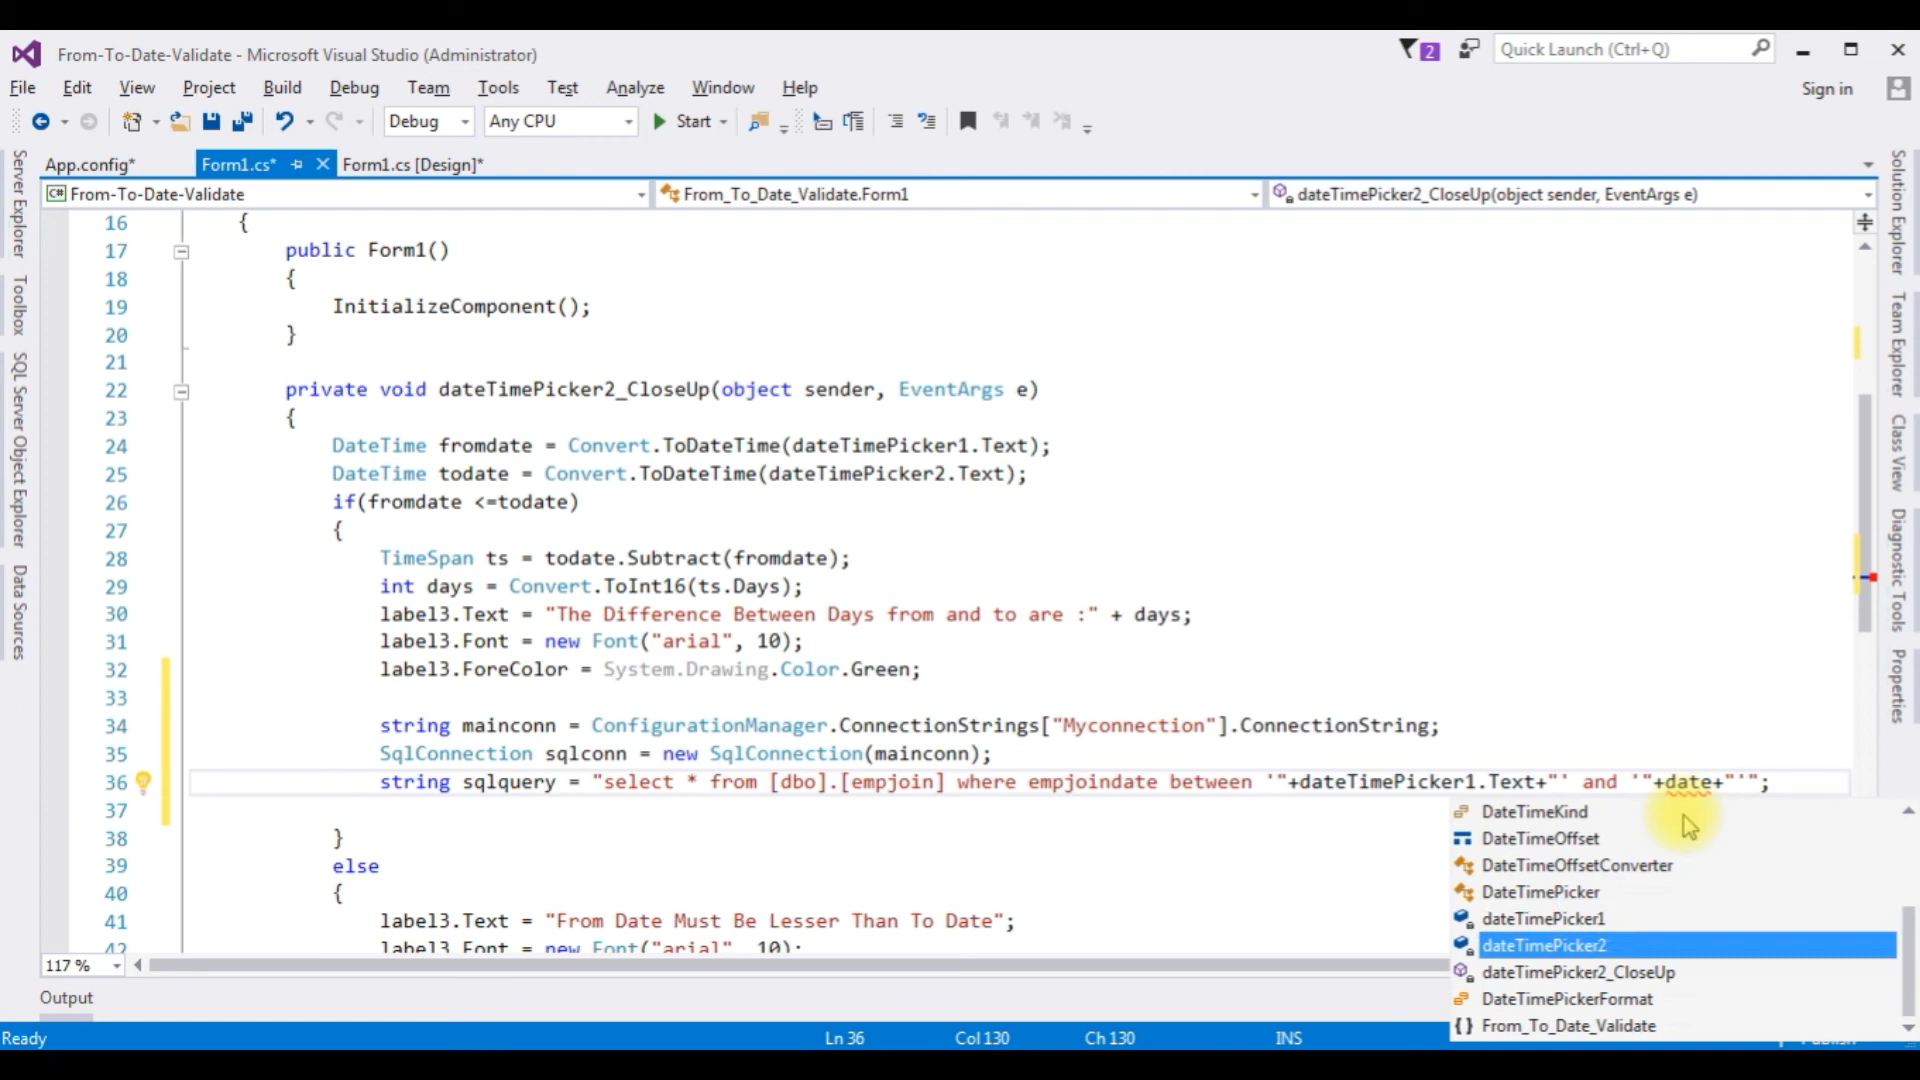 From-To-Date-Validate - Microsoft Visual Studio (Administrator)
2
Quick Launch (Ctrl+Q)
File Edit View Project Build Debug Team Tools Test Analyze Window Help
Sign in
Debug Any CPU Start
App.config* Form1.cs* Form1.cs [Design]*
C# From-To-Date-Validate From_To_Date_Validate.Form1 dateTimePicker2_CloseUp(object sender, EventArgs e)
Server Explorer
Toolbox
SQL Server Object Explorer
Data Sources
16 {
17 public Form1()
18 {
19 InitializeComponent();
20 }
21
22 private void dateTimePicker2_CloseUp(object sender, EventArgs e)
23 {
24 DateTime fromdate = Convert.ToDateTime(dateTimePicker1.Text);
25 DateTime todate = Convert.ToDateTime(dateTimePicker2.Text);
26 if(fromdate <=todate)
27 {
28 TimeSpan ts = todate.Subtract(fromdate);
29 int days = Convert.ToInt16(ts.Days);
30 label3.Text = "The Difference Between Days from and to are :" + days;
31 label3.Font = new Font("arial", 10);
32 label3.ForeColor = System.Drawing.Color.Green;
33
34 string mainconn = ConfigurationManager.ConnectionStrings["Myconnection"].ConnectionString;
35 SqlConnection sqlconn = new SqlConnection(mainconn);
36 string sqlquery = "select * from [dbo].[empjoin] where empjoindate between '"+dateTimePicker1.Text+"' and '"+date+"'";
37
38 }
39 else
40 {
41 label3.Text = "From Date Must Be Lesser Than To Date";
42 label3.Font = new Font("arial", 10);
DateTimeKind
DateTimeOffset
DateTimeOffsetConverter
DateTimePicker
dateTimePicker1
dateTimePicker2
dateTimePicker2_CloseUp
DateTimePickerFormat
{} From_To_Date_Validate
Solution Explorer
Team Explorer
Class View
Diagnostic Tools
Properties
117 %
Output
Ready Ln 36 Col 130 Ch 130 INS